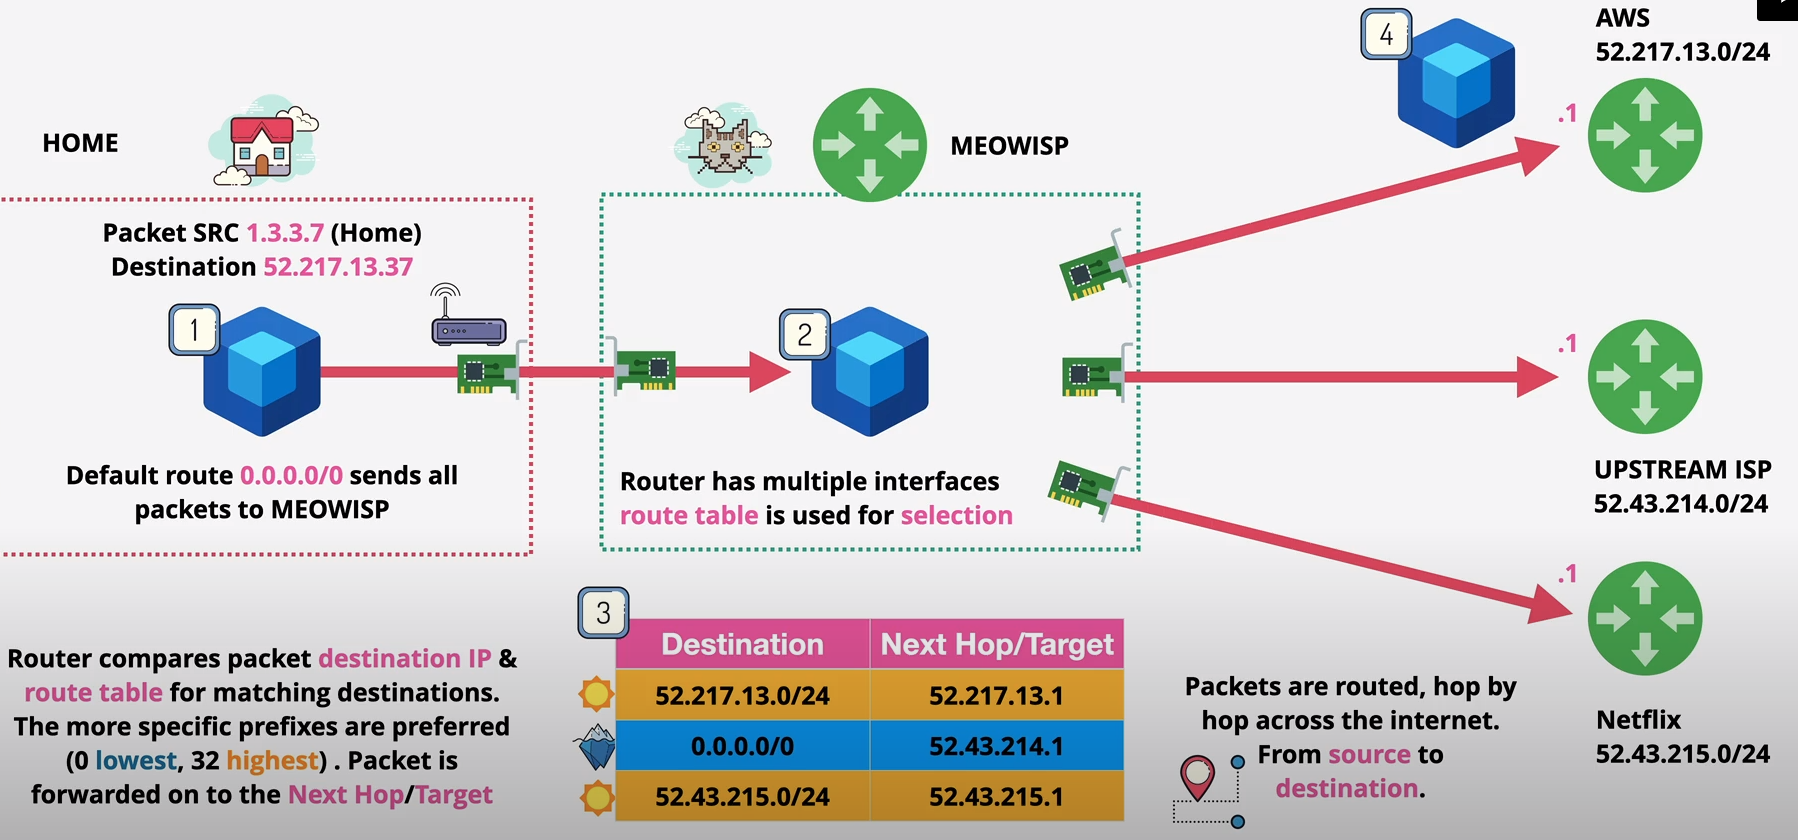 HOME
Packet SRC 1.3.3.7 (Home)
Destination 52.217.13.37
1
Default route 0.0.0.0/0 sends all
packets to MEOWISP
MEOWISP
2
Router has multiple interfaces
route table is used for selection
4
AWS
52.217.13.0/24
.1
.1
UPSTREAM ISP
52.43.214.0/24
.1
Netflix
52.43.215.0/24
Router compares packet destination IP &
route table for matching destinations.
The more specific prefixes are preferred
(0 lowest, 32 highest) . Packet is
forwarded on to the Next Hop/Target
3
Destination Next Hop/Target
52.217.13.0/24 52.217.13.1
0.0.0.0/0 52.43.214.1
52.43.215.0/24 52.43.215.1
Packets are routed, hop by
hop across the internet.
From source to
destination.